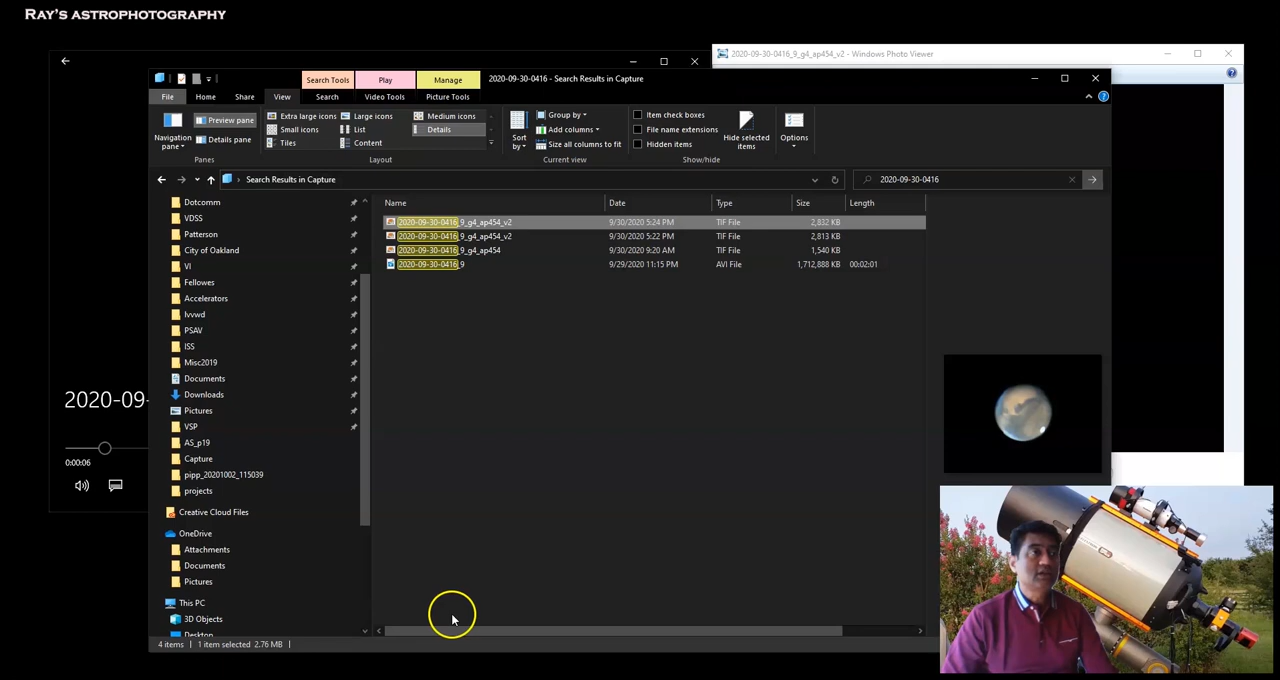 Ray's astrophotography
2020-09-30-0416_9_g4_ap454_v2 - Windows Photo Viewer
Search Tools
Play
Manage
2020-09-30-0416 - Search Results in Capture
File
Home
Share
View
Search
Video Tools
Picture Tools
Navigation
pane
Preview pane
Details pane
Panes
Extra large icons
Large icons
Medium icons
Small icons
List
Details
Tiles
Content
Layout
Sort
by
Group by
Add columns
Size all columns to fit
Current view
Item check boxes
File name extensions
Hidden items
Hide selected
items
Show/hide
Options
Search Results in Capture
2020-09-30-0416
Name
Date
Type
Size
Length
2020-09-30-0416_9_g4_ap454_v2 9/30/2020 5:24 PM TIF File 2,832 KB
2020-09-30-0416_9_g4_ap454_v2 9/30/2020 5:22 PM TIF File 2,813 KB
2020-09-30-0416_9_g4_ap454 9/30/2020 9:20 AM TIF File 1,540 KB
2020-09-30-0416_9 9/29/2020 11:15 PM AVI File 1,712,888 KB 00:02:01
Dotcomm
VDSS
Patterson
City of Oakland
VI
Fellowes
Accelerators
lvvwd
PSAV
ISS
Misc2019
Documents
Downloads
Pictures
VSP
AS_p19
Capture
pipp_20201002_115039
projects
Creative Cloud Files
OneDrive
Attachments
Documents
Pictures
This PC
3D Objects
Desktop
4 items
1 item selected 2.76 MB
2020-09-
0:00:06